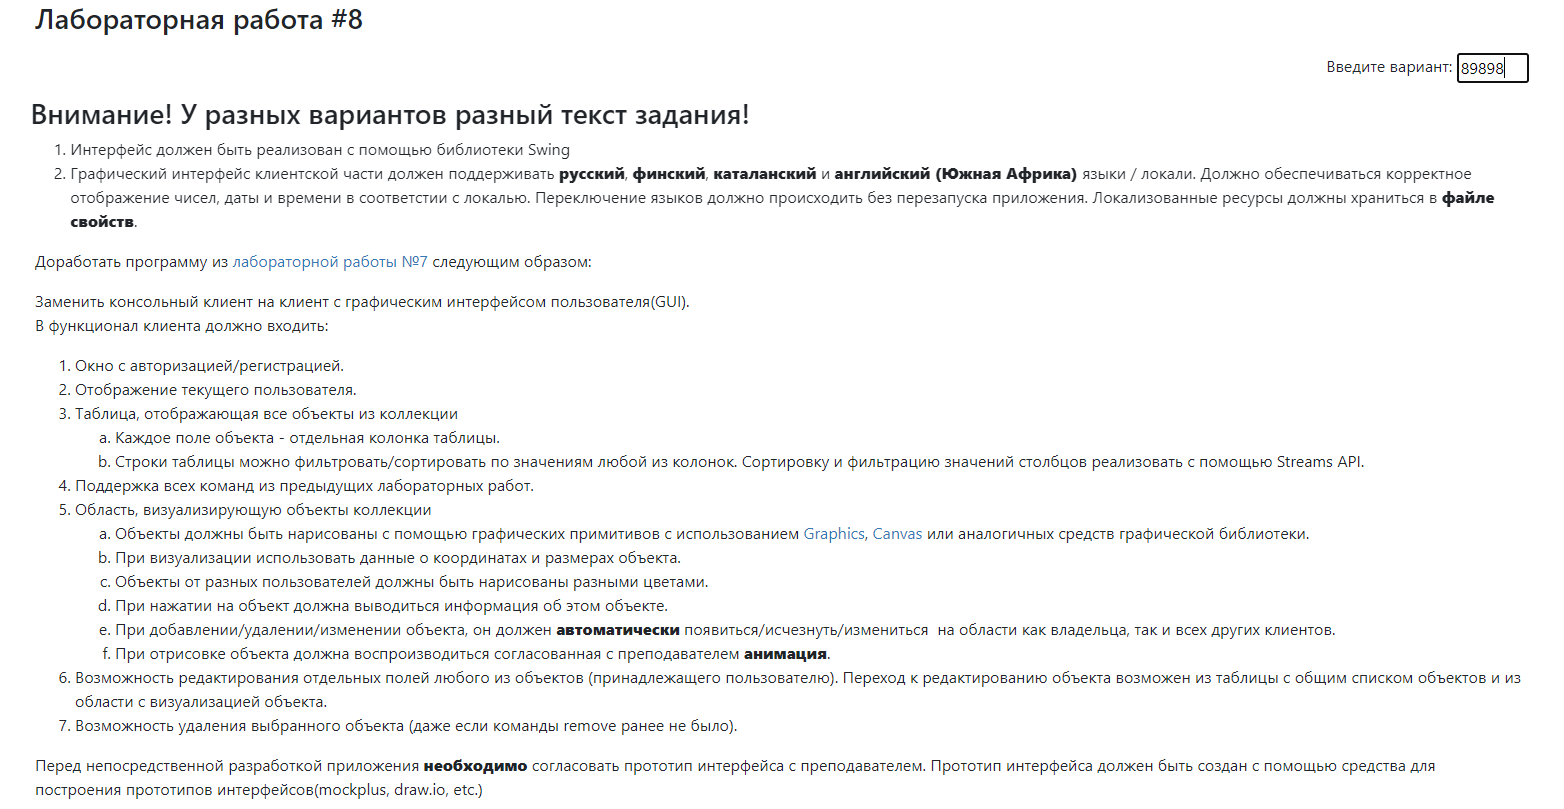 Лабораторная работа #8
Введите вариант: 89898
Внимание! У разных вариантов разный текст задания!
1. Интерфейс должен быть реализован с помощью библиотеки Swing
2. Графический интерфейс клиентской части должен поддерживать русский, финский, каталанский и английский (Южная Африка) языки / локали. Должно обеспечиваться корректное
отображение чисел, даты и времени в соответстии с локалью. Переключение языков должно происходить без перезапуска приложения. Локализованные ресурсы должны храниться в файле
свойств.
Доработать программу из лабораторной работы №7 следующим образом:
Заменить консольный клиент на клиент с графическим интерфейсом пользователя(GUI).
В функционал клиента должно входить:
1. Окно с авторизацией/регистрацией.
2. Отображение текущего пользователя.
3. Таблица, отображающая все объекты из коллекции
a. Каждое поле объекта - отдельная колонка таблицы.
b. Строки таблицы можно фильтровать/сортировать по значениям любой из колонок. Сортировку и фильтрацию значений столбцов реализовать с помощью Streams API.
4. Поддержка всех команд из предыдущих лабораторных работ.
5. Область, визуализирующую объекты коллекции
a. Объекты должны быть нарисованы с помощью графических примитивов с использованием Graphics, Canvas или аналогичных средств графической библиотеки.
b. При визуализации использовать данные о координатах и размерах объекта.
c. Объекты от разных пользователей должны быть нарисованы разными цветами.
d. При нажатии на объект должна выводиться информация об этом объекте.
e. При добавлении/удалении/изменении объекта, он должен автоматически появиться/исчезнуть/измениться  на области как владельца, так и всех других клиентов.
f. При отрисовке объекта должна воспроизводиться согласованная с преподавателем анимация.
6. Возможность редактирования отдельных полей любого из объектов (принадлежащего пользователю). Переход к редактированию объекта возможен из таблицы с общим списком объектов и из
области с визуализацией объекта.
7. Возможность удаления выбранного объекта (даже если команды remove ранее не было).
Перед непосредственной разработкой приложения необходимо согласовать прототип интерфейса с преподавателем. Прототип интерфейса должен быть создан с помощью средства для
построения прототипов интерфейсов(mockplus, draw.io, etc.)